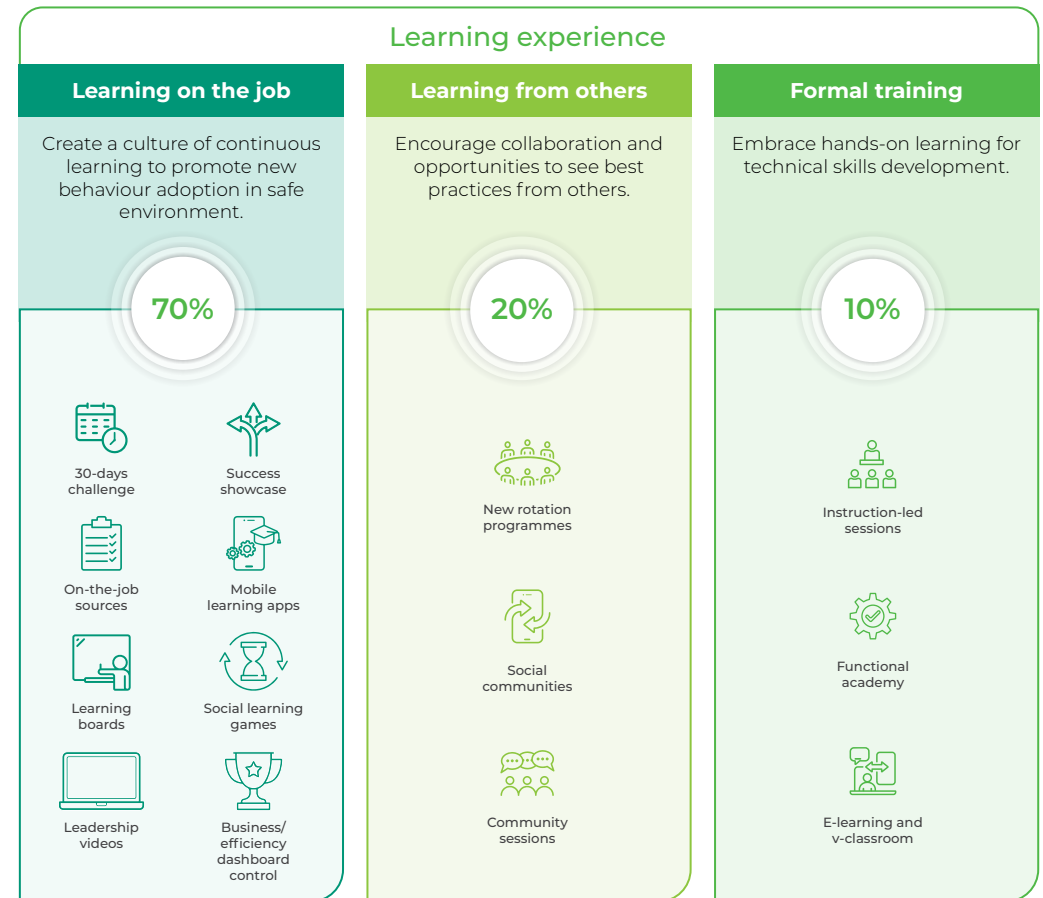 Learning experience
Learning on the job
Create a culture of continuous
learning to promote new
behaviour adoption in safe
environment.
70%
30-days
challenge
Success
showcase
On-the-job
sources
Mobile
learning apps
Learning
boards
Social learning
games
Leadership
videos
Business/
efficiency
dashboard
control
Learning from others
Encourage collaboration and
opportunities to see best
practices from others.
20%
New rotation
programmes
Social
communities
Community
sessions
Formal training
Embrace hands-on learning for
technical skills development.
10%
Instruction-led
sessions
Functional
academy
E-learning and
v-classroom